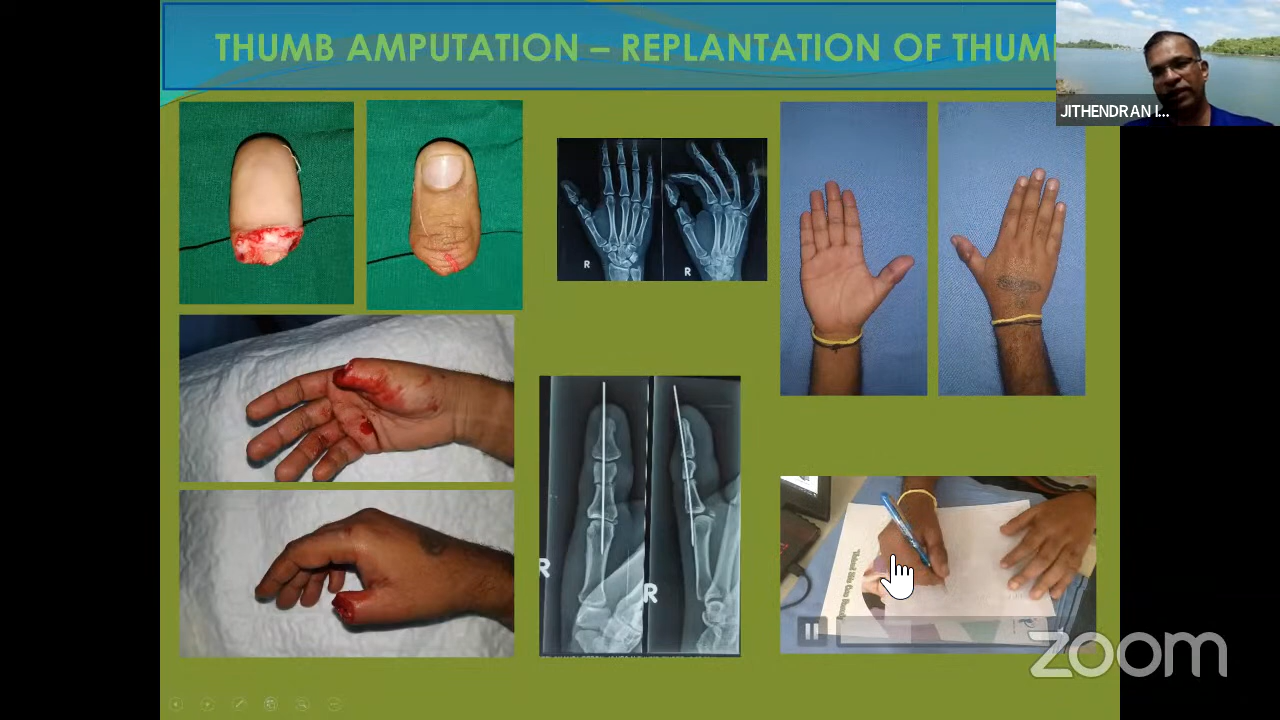 THUMB AMPUTATION – REPLANTATION OF THUM
JITHENDRAN I...
R
R
R
R
zoom